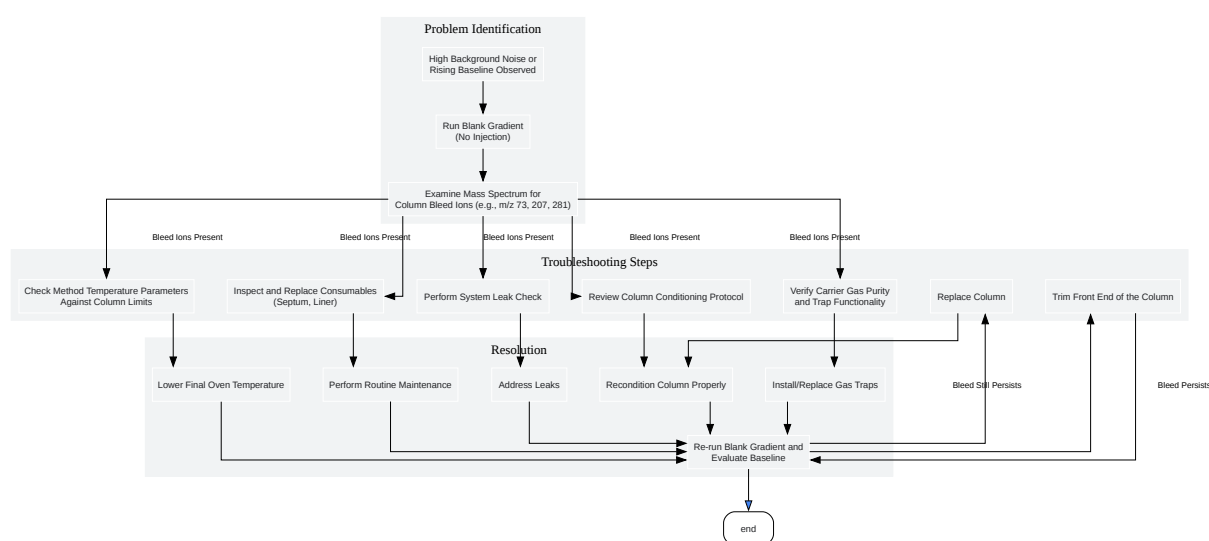 Problem Identification
High Background Noise or
Rising Baseline Observed
Run Blank Gradient
(No Injection)
Examine Mass Spectrum for
Column Bleed Ions (e.g., m/z 73, 207, 281)
Bleed Ions Present
Bleed Ions Present
Bleed Ions Present
Bleed Ions Present
Bleed Ions Present
Troubleshooting Steps
Check Method Temperature Parameters
Against Column Limits
Inspect and Replace Consumables
(Septum, Liner)
Perform System Leak Check
Review Column Conditioning Protocol
Verify Carrier Gas Purity
and Trap Functionality
Replace Column
Trim Front End of the Column
Resolution
Lower Final Oven Temperature
Perform Routine Maintenance
Address Leaks
Recondition Column Properly
Install/Replace Gas Traps
Bleed Still Persists
Bleed Persists
Re-run Blank Gradient and
Evaluate Baseline
end